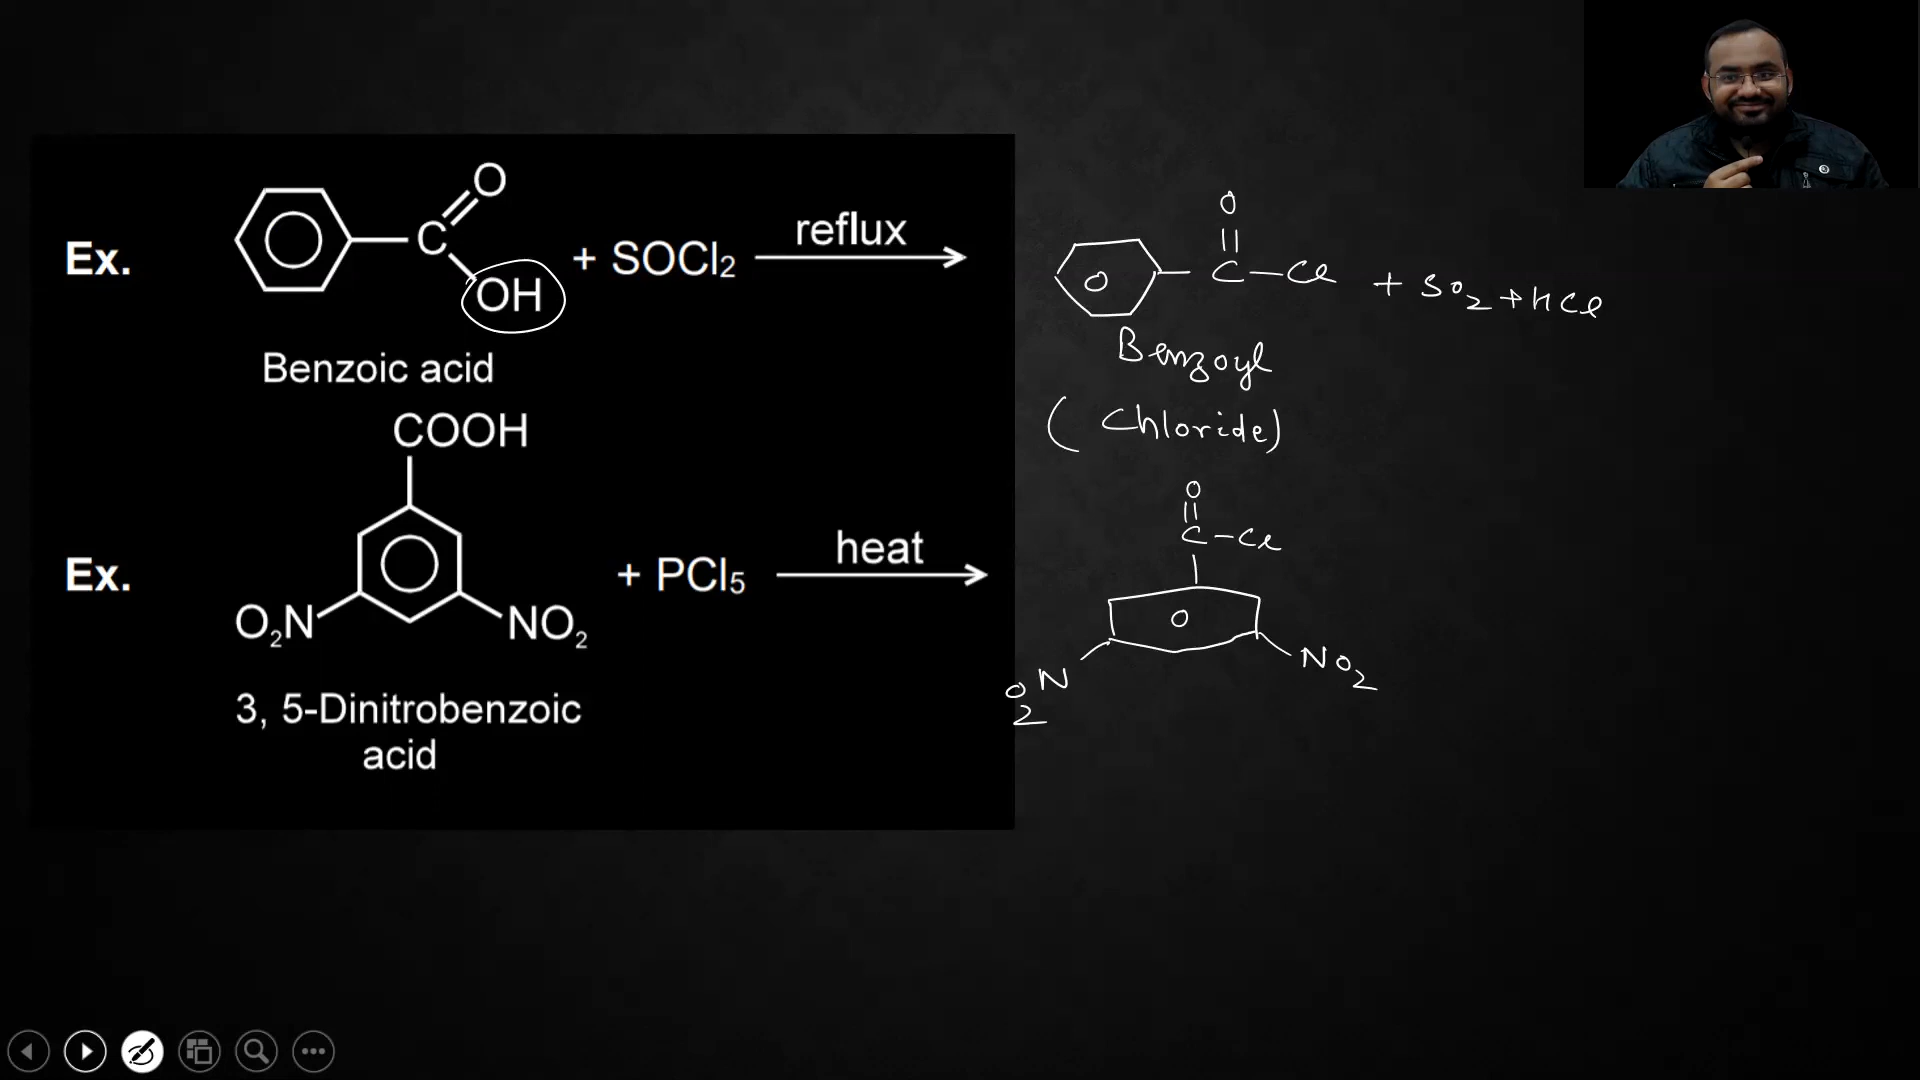 Ex.
O
C
OH
+ SOCl₂
reflux
Benzoic acid
O
||
C-Cl + SO₂ + HCl
Benzoyl
(Chloride)
COOH
Ex.
O₂N
NO₂
+ PCl₅
heat
3, 5-Dinitrobenzoic
acid
O
||
C-Cl
O₂N
NO₂